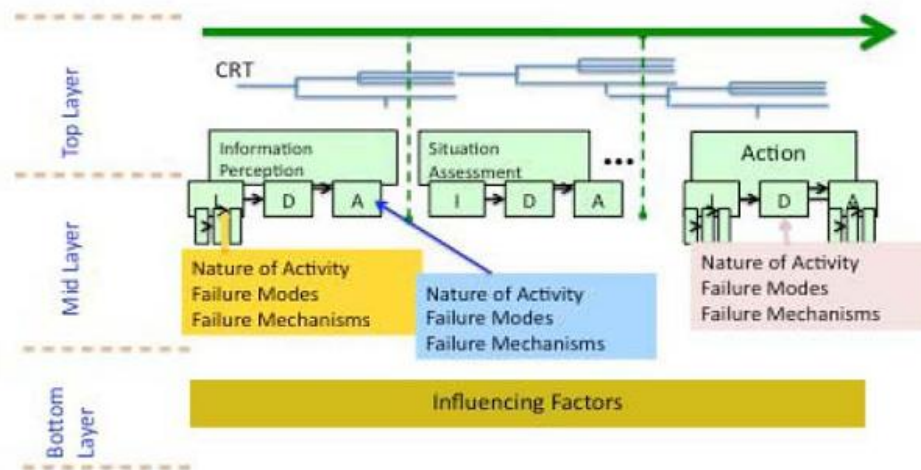 Top Layer
CRT
Information
Perception
Situation
Assessment
...
Action
Mid Layer
I
D
A
I
D
A
I
D
A
Nature of Activity
Failure Modes
Failure Mechanisms
Nature of Activity
Failure Modes
Failure Mechanisms
Nature of Activity
Failure Modes
Failure Mechanisms
Bottom
Layer
Influencing Factors